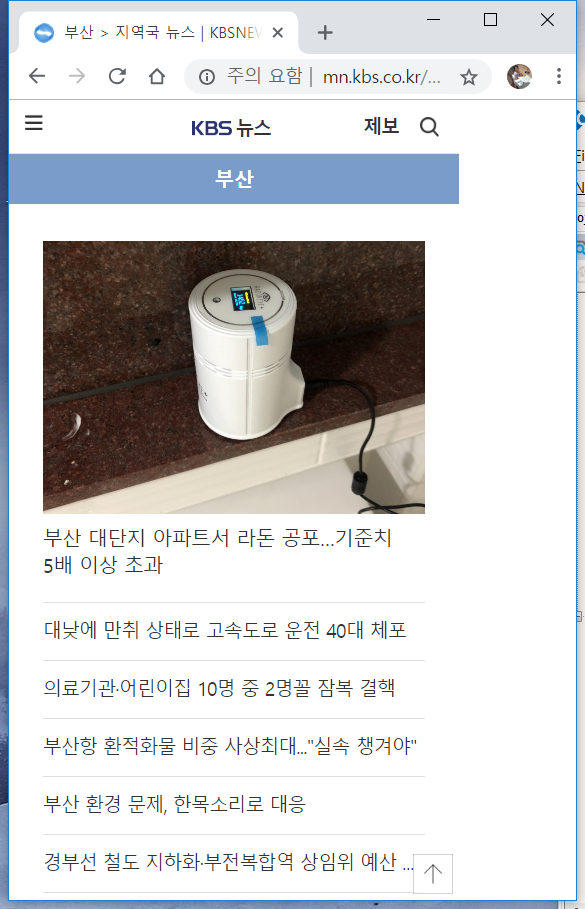 부산 > 지역국 뉴스 | KBSNEW
주의 요함 | mn.kbs.co.kr/...
KBS 뉴스 제보
부산
부산 대단지 아파트서 라돈 공포...기준치
5배 이상 초과
대낮에 만취 상태로 고속도로 운전 40대 체포
의료기관·어린이집 10명 중 2명꼴 잠복 결핵
부산항 환적화물 비중 사상최대..."실속 챙겨야"
부산 환경 문제, 한목소리로 대응
경부선 철도 지하화·부전복합역 상임위 예산 ...